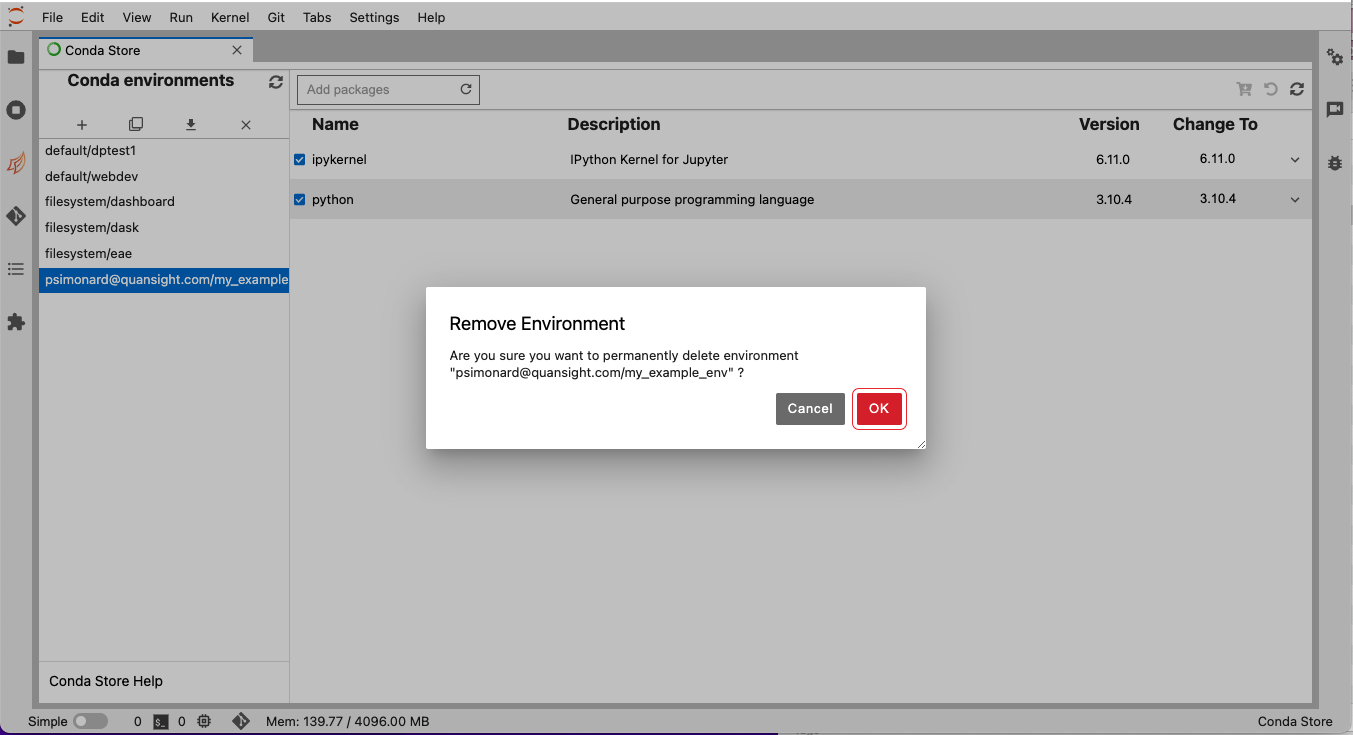 File Edit View Run Kernel Git Tabs Settings Help
Conda Store
Conda environments
Add packages
Name Description Version Change To
default/dptest1
ipykernel IPython Kernel for Jupyter 6.11.0 6.11.0
default/webdev
filesystem/dashboard
python General purpose programming language 3.10.4 3.10.4
filesystem/dask
filesystem/eae
psimonard@quansight.com/my_example
Remove Environment
Are you sure you want to permanently delete environment
"psimonard@quansight.com/my_example_env" ?
Cancel OK
Conda Store Help
Simple 0 $_ 0 Mem: 139.77 / 4096.00 MB Conda Store